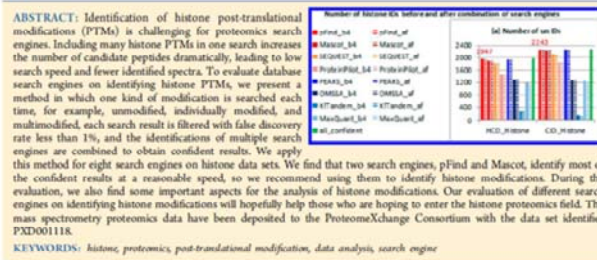 ABSTRACT: Identification of histone post-translational
modifications (PTMs) is challenging for proteomics search
engines. Including many histone PTMs in one search increases
the number of candidate peptides dramatically, leading to low
search speed and fewer identified spectra. To evaluate database
search engines on identifying histone PTMs, we present a
method in which one kind of modification is searched each
time, for example, unmodified, individually modified, and
multimodified, each search result is filtered with false discovery
rate less than 1%, and the identifications of multiple search
engines are combined to obtain confident results. We apply
this method for eight search engines on histone data sets. We find that two search engines, pFind and Mascot, identify most o
the confident results at a reasonable speed, so we recommend using them to identify histone modifications. During th
evaluation, we also find some important aspects for the analysis of histone modifications. Our evaluation of different searc
engines on identifying histone modifications will hopefully help those who are hoping to enter the histone proteomics field. Th
mass spectrometry proteomics data have been deposited to the ProteomeXchange Consortium with the data set identifie
PXD001118.
KEYWORDS: histone, proteomics, post-translational modification, data analysis, search engine
Number of histone IDs before and after combination of search engines
pFind_b4 pFind_af
Mascot_b4 Mascot_af
SEQUEST_b4 SEQUEST_af
ProteinPilot_b4 ProteinPilot_af
PEAKS_b4 PEAKS_af
OMSSA_b4 OMSSA_af
XTandem_b4 XTandem_af
MaxQuant_b4 MaxQuant_af
all_confident
(a) Number of un IDs
2242
2400
2000
1600
1200
800
400
0
HCD_Histone CID_Histone